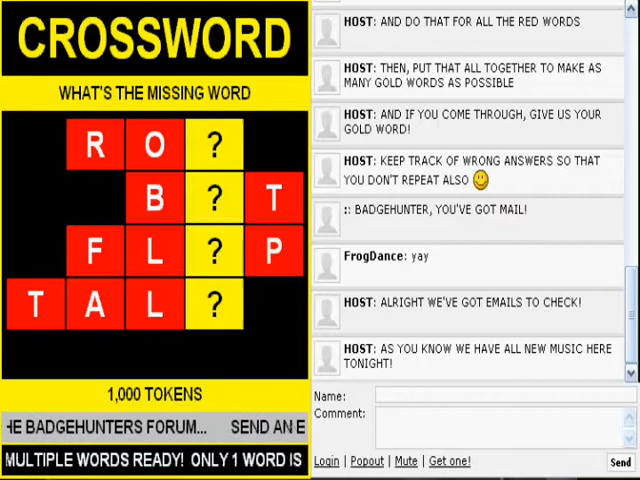 CROSSWORD
WHAT'S THE MISSING WORD
R O ?
B ? T
F L ? P
T A L ?
1,000 TOKENS
HE BADGEHUNTERS FORUM... SEND AN E
MULTIPLE WORDS READY! ONLY 1 WORD IS
HOST: AND DO THAT FOR ALL THE RED WORDS
HOST: THEN, PUT THAT ALL TOGETHER TO MAKE AS
MANY GOLD WORDS AS POSSIBLE
HOST: AND IF YOU COME THROUGH, GIVE US YOUR
GOLD WORD!
HOST: KEEP TRACK OF WRONG ANSWERS SO THAT
YOU DON'T REPEAT ALSO
:: BADGEHUNTER, YOU'VE GOT MAIL!
FrogDance: yay
HOST: ALRIGHT WE'VE GOT EMAILS TO CHECK!
HOST: AS YOU KNOW WE HAVE ALL NEW MUSIC HERE
TONIGHT!
Name:
Comment:
Login | Popout | Mute | Get one!
Send